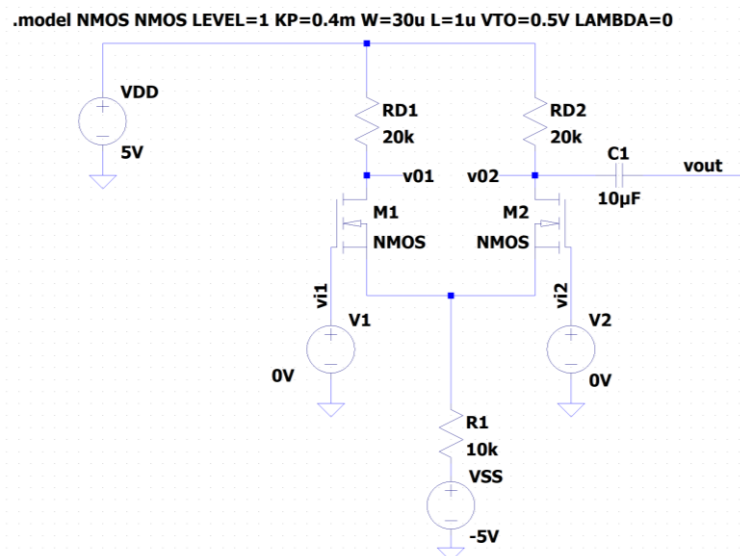 .model NMOS NMOS LEVEL=1 KP=0.4m W=30u L=1u VTO=0.5V LAMBDA=0
VDD
5V
RD1
20k
RD2
20k
C1
10µF
vout
v01
v02
M1
NMOS
M2
NMOS
vi1
V1
0V
vi2
V2
0V
R1
10k
VSS
-5V